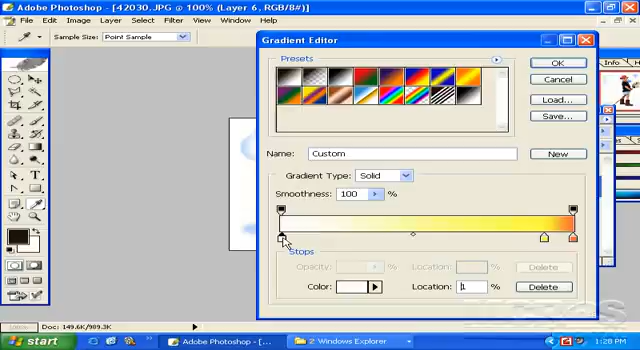 Adobe Photoshop - [42030.JPG @ 100% (Layer 6, RGB/8#)]
File Edit Image Layer Select Filter View Window Help
Sample Size: Point Sample
Gradient Editor
Presets
OK
Cancel
Load...
Save...
Info
Name: Custom
New
Gradient Type: Solid
Smoothness: 100 %
Stops
Opacity: % Location: % Delete
Color: Location: 1 % Delete
100% Doc: 149.6K/989.3K
start Adobe Photoshop - [... 2 Windows Explorer 1:28 PM